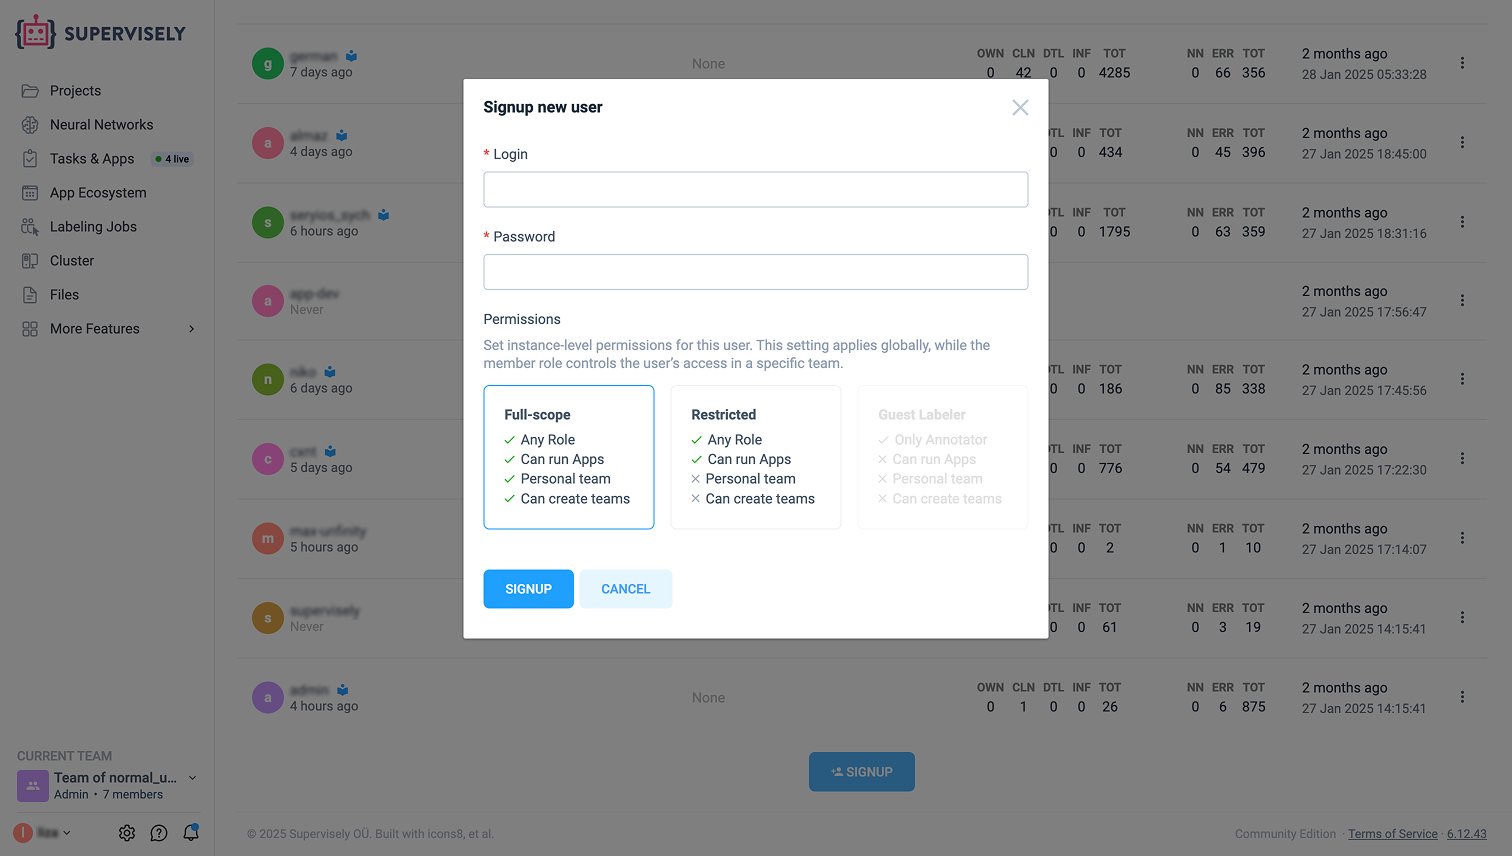 SUPERVISELY
Projects
Neural Networks
Tasks & Apps
4 live
App Ecosystem
Labeling Jobs
Cluster
Files
More Features
CURRENT TEAM
Team of normal_u...
Admin • 7 members
g
7 days ago
None
OWN CLN DTL INF TOT
0 42 0 0 4285
NN ERR TOT
0 66 356
2 months ago
28 Jan 2025 05:33:28
a
4 days ago
TL INF TOT
0 0 434
NN ERR TOT
0 45 396
2 months ago
27 Jan 2025 18:45:00
s
6 hours ago
TL INF TOT
0 0 1795
NN ERR TOT
0 63 359
2 months ago
27 Jan 2025 18:31:16
a
Never
2 months ago
27 Jan 2025 17:56:47
n
6 days ago
TL INF TOT
0 0 186
NN ERR TOT
0 85 338
2 months ago
27 Jan 2025 17:45:56
c
5 days ago
TL INF TOT
0 0 776
NN ERR TOT
0 54 479
2 months ago
27 Jan 2025 17:22:30
m
5 hours ago
TL INF TOT
0 0 2
NN ERR TOT
0 1 10
2 months ago
27 Jan 2025 17:14:07
s
Never
TL INF TOT
0 0 61
NN ERR TOT
0 3 19
2 months ago
27 Jan 2025 14:15:41
a
4 hours ago
None
OWN CLN DTL INF TOT
0 1 0 0 26
NN ERR TOT
0 6 875
2 months ago
27 Jan 2025 14:15:41
Signup new user
* Login
* Password
Permissions
Set instance-level permissions for this user. This setting applies globally, while the
member role controls the user's access in a specific team.
Full-scope
Any Role
Can run Apps
Personal team
Can create teams
Restricted
Any Role
Can run Apps
Personal team
Can create teams
Guest Labeler
Only Annotator
Can run Apps
Personal team
Can create teams
SIGNUP
CANCEL
SIGNUP
© 2025 Supervisely OÜ. Built with icons8, et al.
Community Edition · Terms of Service · 6.12.43